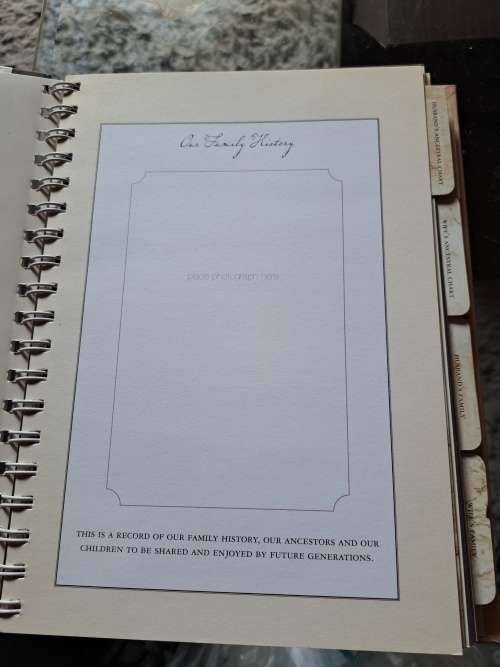 Our Family History
place photograph here
THIS IS A RECORD OF OUR FAMILY HISTORY, OUR ANCESTORS AND OUR
CHILDREN TO BE SHARED AND ENJOYED BY FUTURE GENERATIONS.
HUSBAND'S ANCESTRAL CHART
WIFE'S ANCESTRAL CHART
HUSBAND'S FAMILY
WIFE'S FAMILY